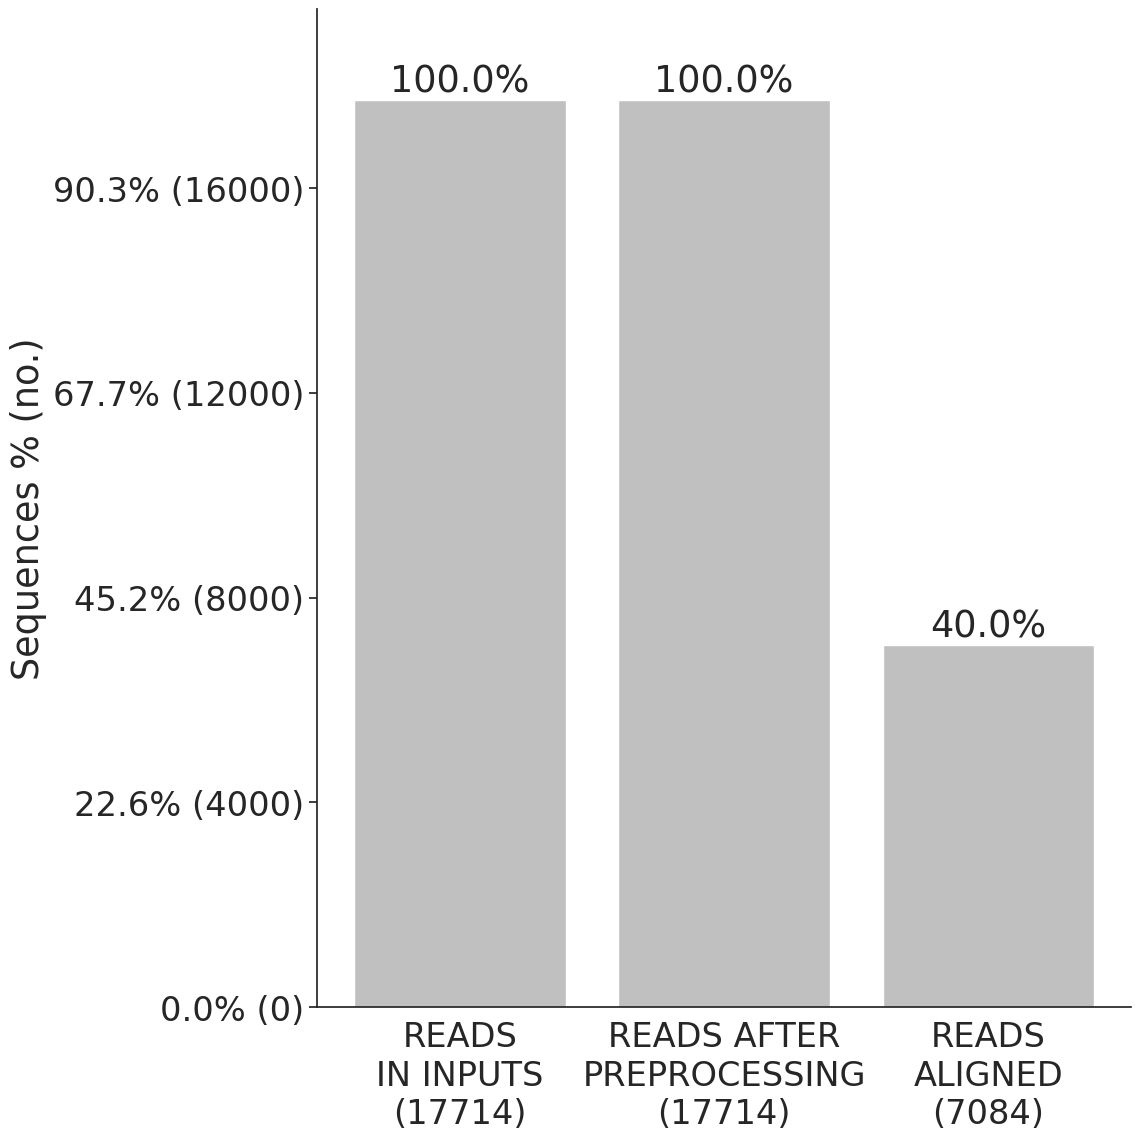 100.0%
100.0%
40.0%
90.3% (16000)
67.7% (12000)
45.2% (8000)
22.6% (4000)
0.0% (0)
Sequences % (no.)
READS
IN INPUTS
(17714)
READS AFTER
PREPROCESSING
(17714)
READS
ALIGNED
(7084)